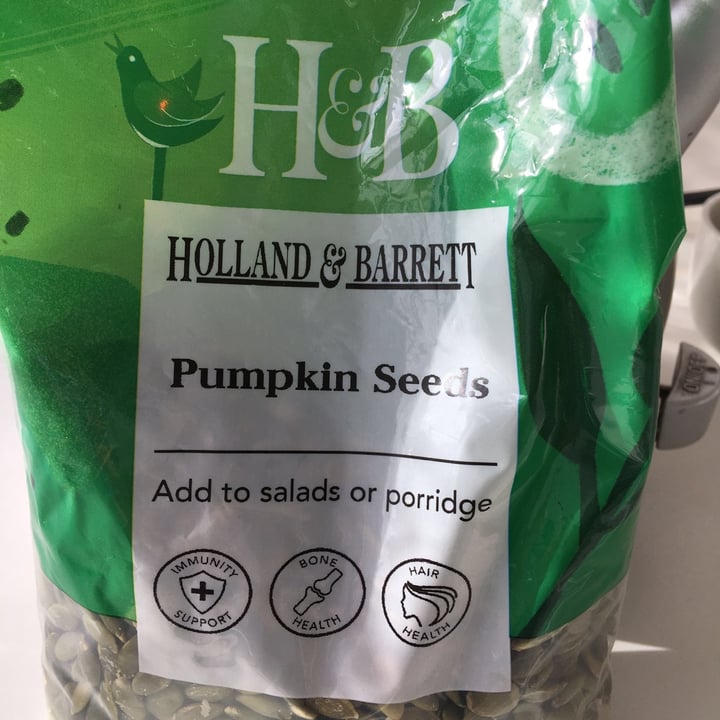 H&B
HOLLAND & BARRETT
Pumpkin Seeds
Add to salads or porridge
IMMUNITY
SUPPORT
BONE
HEALTH
HAIR
HEALTH